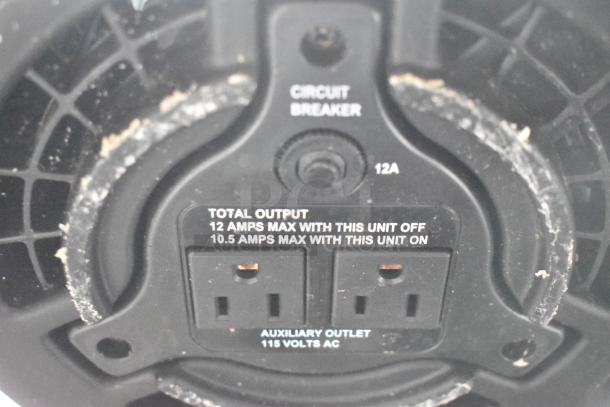 CIRCUIT
BREAKER
12A
TOTAL OUTPUT
12 AMPS MAX WITH THIS UNIT OFF
10.5 AMPS MAX WITH THIS UNIT ON
AUXILIARY OUTLET
115 VOLTS AC